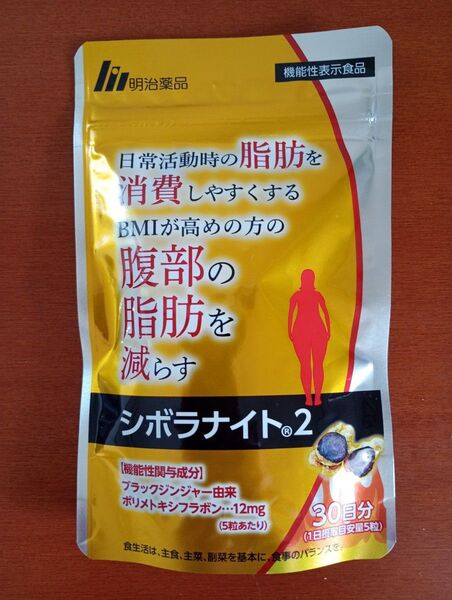 明治薬品
機能性表示食品
日常活動時の脂肪を
消費しやすくする
BMIが高めの方の
腹部の
脂肪を
減らす
シボラナイト®2
【機能性関与成分】
ブラックジンジャー由来
ポリメトキシフラボン…12mg
(5粒あたり)
30日分
(1日摂取目安量5粒)
食生活は、主食、主菜、副菜を基本に、食事のバランスを。